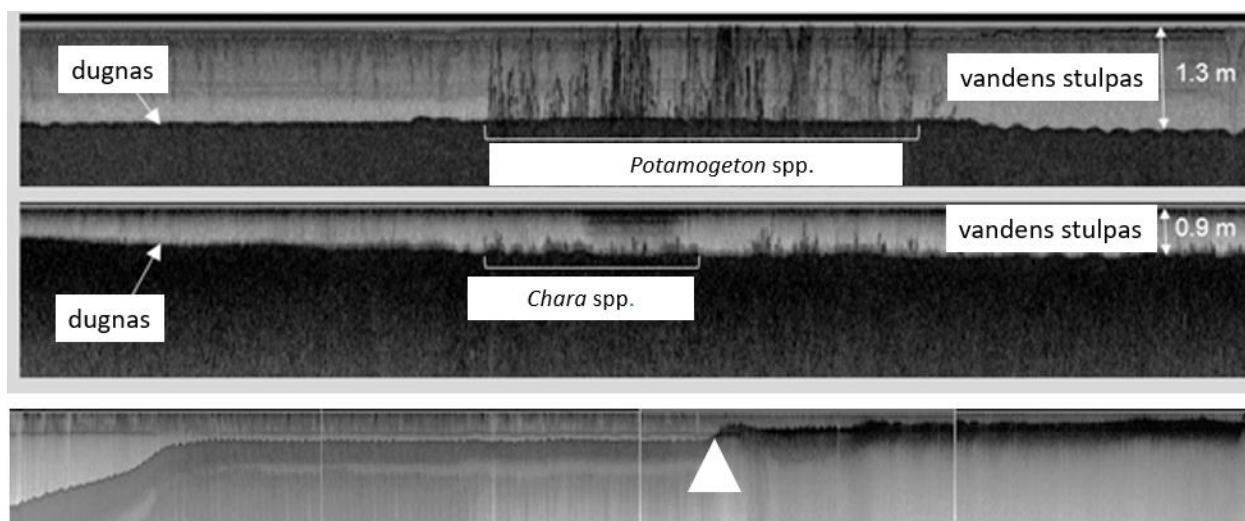 dugnas
vandens stulpas
1.3 m
Potamogeton spp.
vandens stulpas
0.9 m
Chara spp.
dugnas